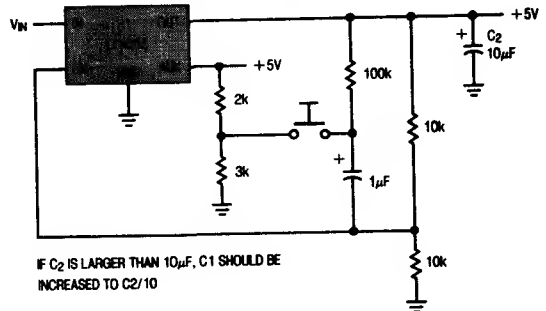 VIN
+5V
+
C2
10µF
+5V
100k
2k
10k
+
3k
1µF
10k
IF C2 IS LARGER THAN 10µF, C1 SHOULD BE
INCREASED TO C2/10